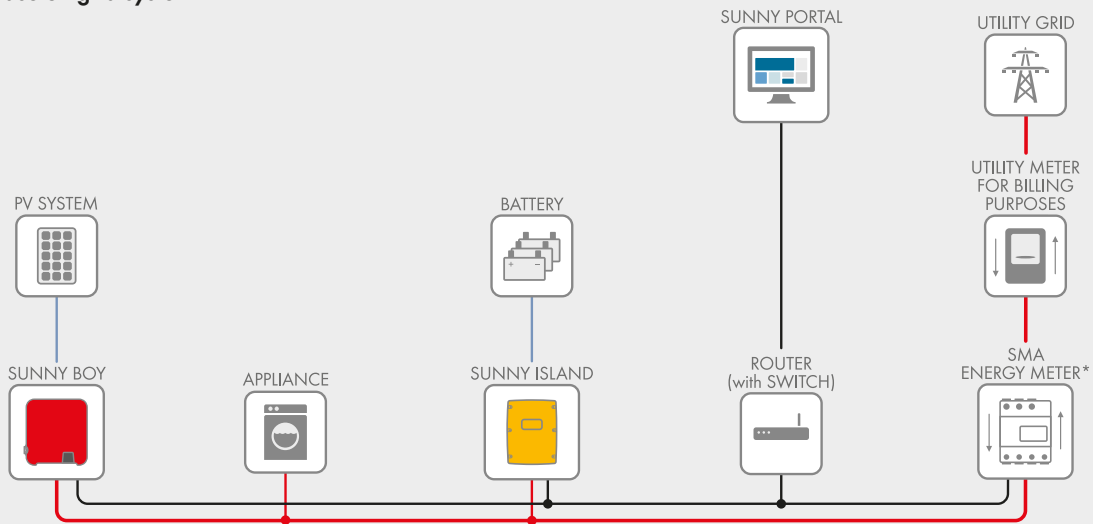 SUNNY PORTAL
UTILITY GRID
UTILITY METER
FOR BILLING
PURPOSES
PV SYSTEM
BATTERY
SUNNY BOY
APPLIANCE
SUNNY ISLAND
ROUTER
(with SWITCH)
SMA
ENERGY METER*